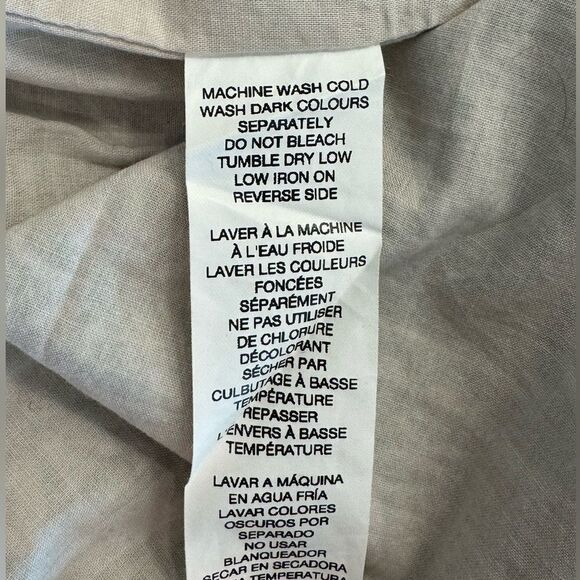 MACHINE WASH COLD
WASH DARK COLOURS
SEPARATELY
DO NOT BLEACH
TUMBLE DRY LOW
LOW IRON ON
REVERSE SIDE
LAVER À LA MACHINE
À L'EAU FROIDE
LAVER LES COULEURS
FONCÉES
SÉPARÉMENT
NE PAS UTILISER
DE CHLORURE
DÉCOLORANT
SÉCHER PAR
CULBUTAGE À BASSE
TEMPÉRATURE
REPASSER
L'ENVERS À BASSE
TEMPÉRATURE
LAVAR A MÁQUINA
EN AGUA FRÍA
LAVAR COLORES
OSCUROS POR
SEPARADO
NO USAR
BLANQUEADOR
SECAR EN SECADORA
A TEMPERATURA